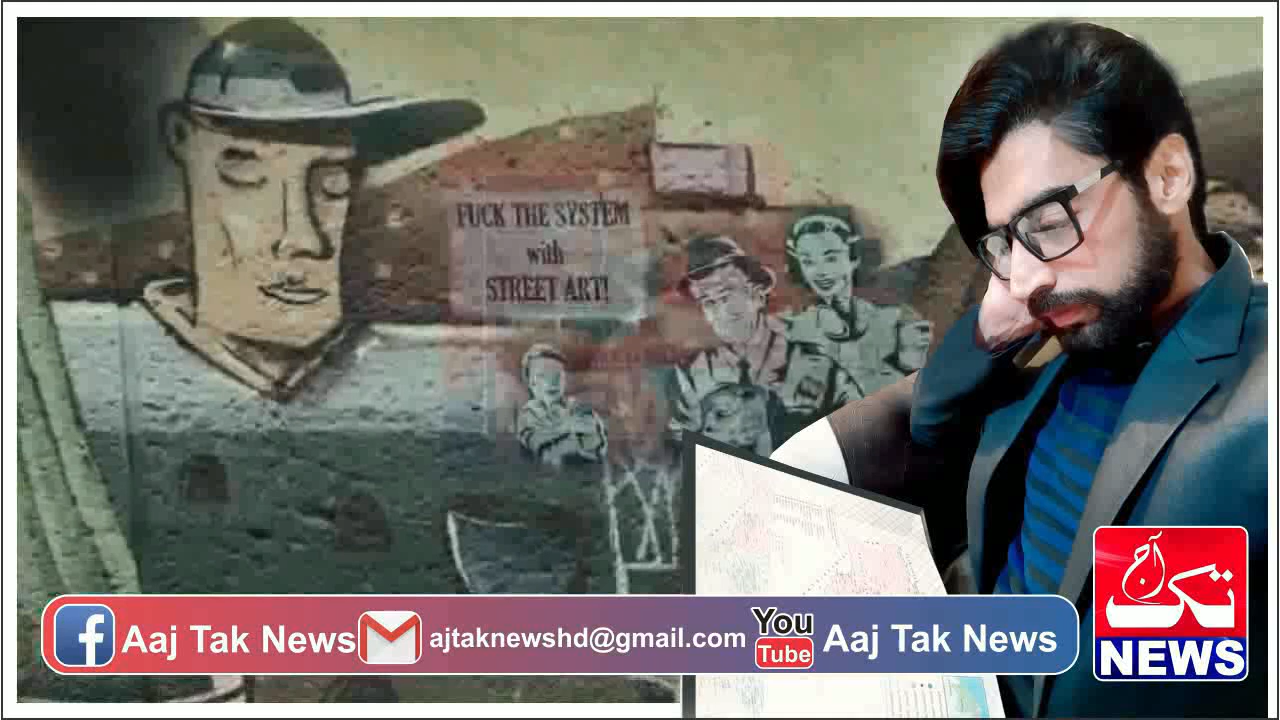 FUCK THE SYSTEM
with
STREET ART!
f Aaj Tak News
ajtaknewshd@gmail.com
You
Tube
Aaj Tak News
آج
تک
NEWS